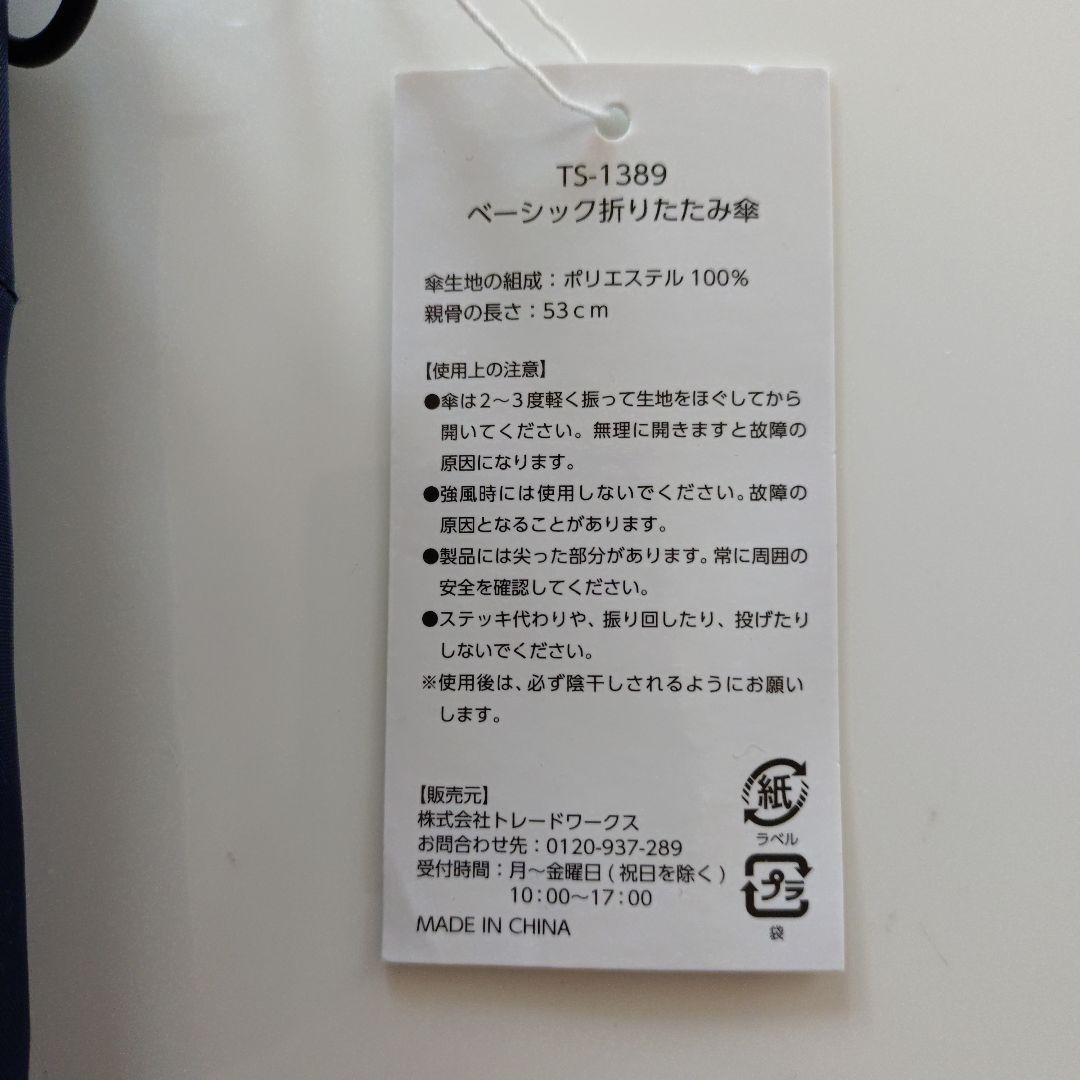 TS-1389
ベーシック折りたたみ傘
傘生地の組成：ポリエステル 100%
親骨の長さ：53ｃｍ
【使用上の注意】
●傘は2～3度軽く振って生地をほぐしてから
開いてください。無理に開きますと故障の
原因になります。
●強風時には使用しないでください。故障の
原因となることがあります。
●製品には尖った部分があります。常に周囲の
安全を確認してください。
●ステッキ代わりや、振り回したり、投げたり
しないでください。
※使用後は、必ず陰干しされるようにお願い
します。
【販売元】
株式会社トレードワークス
お問合わせ先：0120-937-289
受付時間：月～金曜日(祝日を除く)
10：00～17：00
MADE IN CHINA
紙
ラベル
プラ
袋